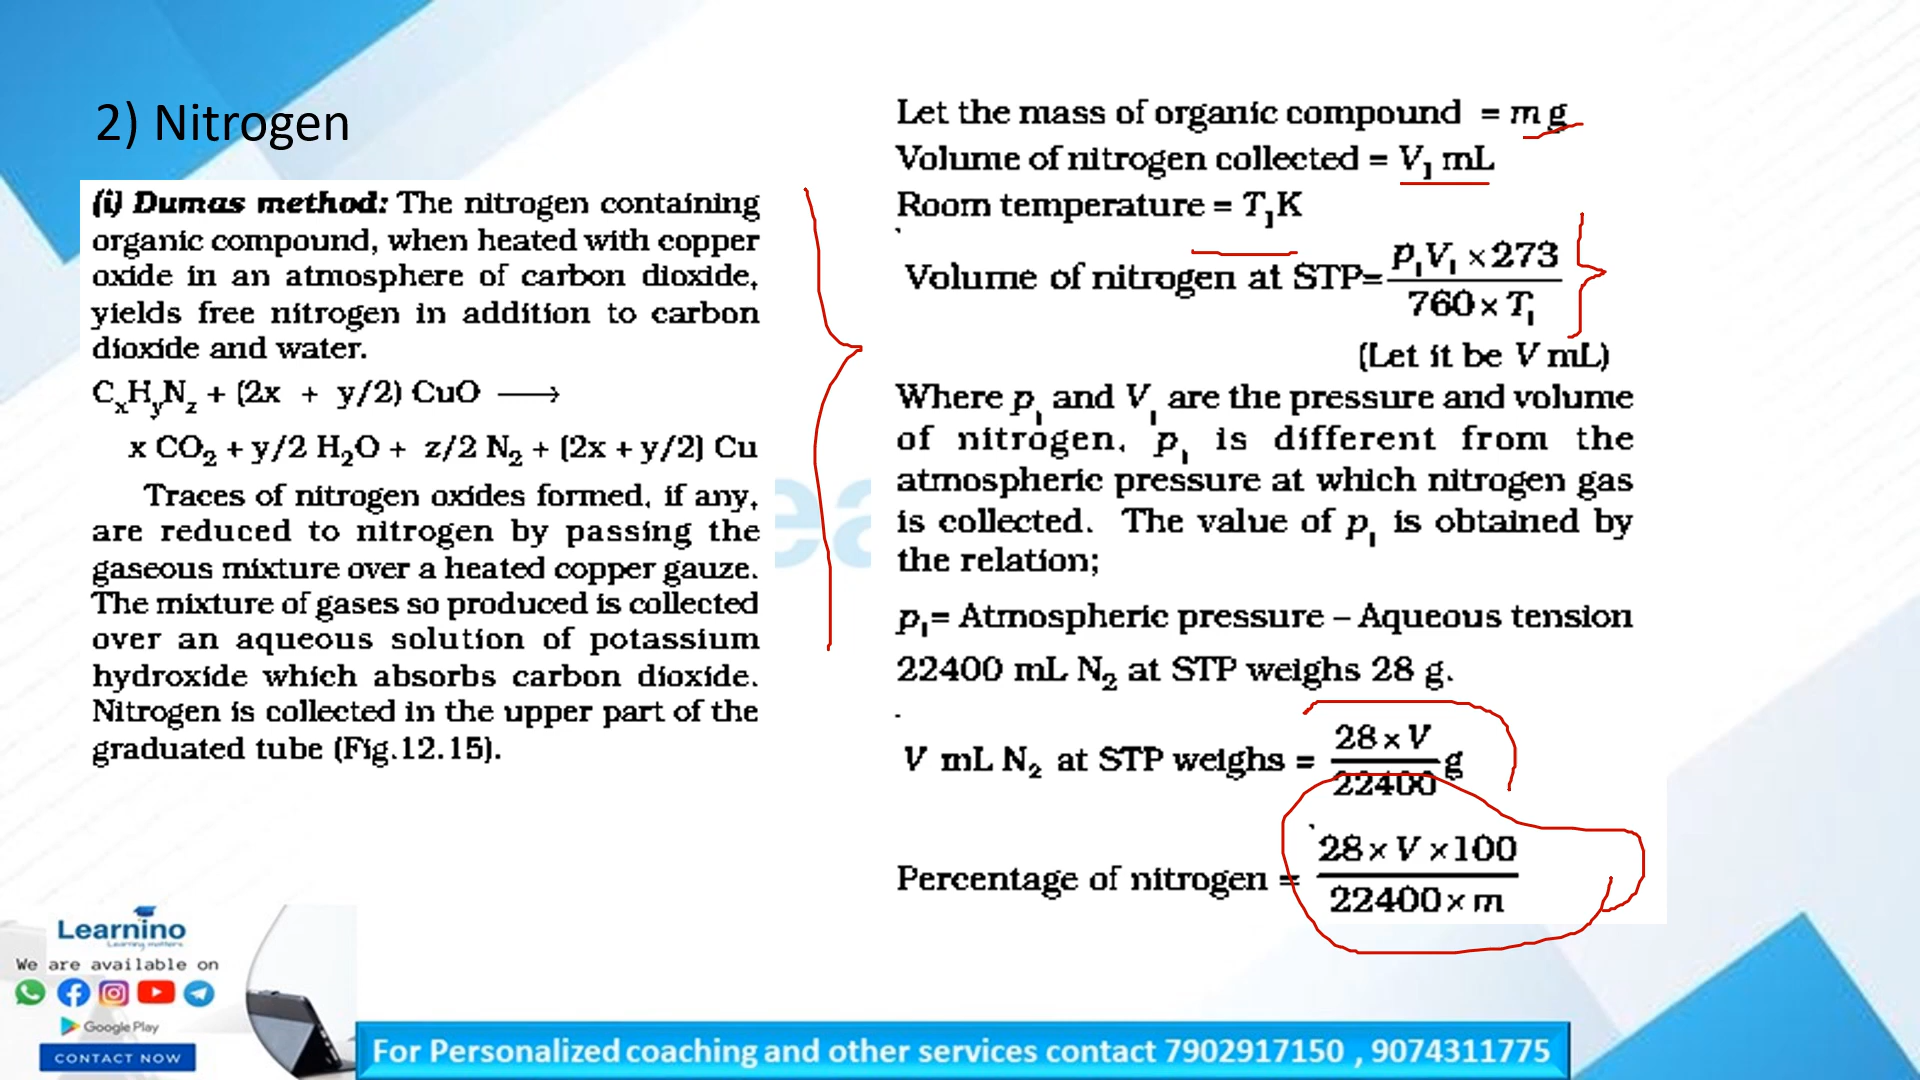 2) Nitrogen
(i) Dumas method: The nitrogen containing
organic compound, when heated with copper
oxide in an atmosphere of carbon dioxide,
yields free nitrogen in addition to carbon
dioxide and water.
CxHyNz + (2x + y/2) CuO ⟶
x CO₂ + y/2 H₂O + z/2 N₂ + (2x + y/2) Cu
Traces of nitrogen oxides formed, if any,
are reduced to nitrogen by passing the
gaseous mixture over a heated copper gauze.
The mixture of gases so produced is collected
over an aqueous solution of potassium
hydroxide which absorbs carbon dioxide.
Nitrogen is collected in the upper part of the
graduated tube (Fig.12.15).
Let the mass of organic compound = m g
Volume of nitrogen collected = V₁ mL
Room temperature = T₁K
Volume of nitrogen at STP= p₁V₁ × 273 / 760 × T₁
(Let it be V mL)
Where p₁ and V₁ are the pressure and volume
of nitrogen, p₁ is different from the
atmospheric pressure at which nitrogen gas
is collected. The value of p₁ is obtained by
the relation;
p₁= Atmospheric pressure – Aqueous tension
22400 mL N₂ at STP weighs 28 g.
V mL N₂ at STP weighs = 28 × V / 22400 g
Percentage of nitrogen = 28 × V × 100 / 22400 × m
Learnino
Learning matters
We are available on
Google Play
CONTACT NOW
For Personalized coaching and other services contact 7902917150 , 9074311775